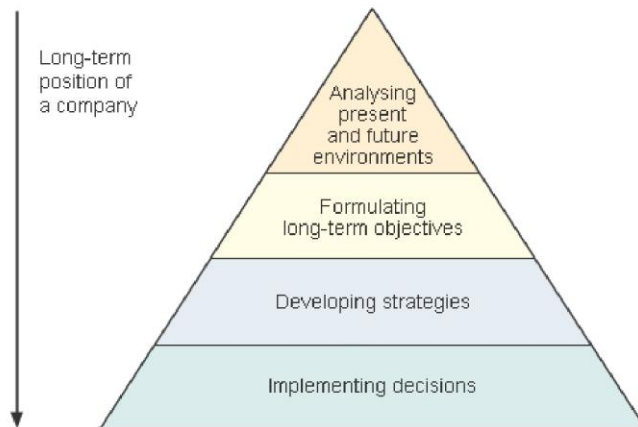 Long-term
position of
a company
Analysing
present
and future
environments
Formulating
long-term objectives
Developing strategies
Implementing decisions